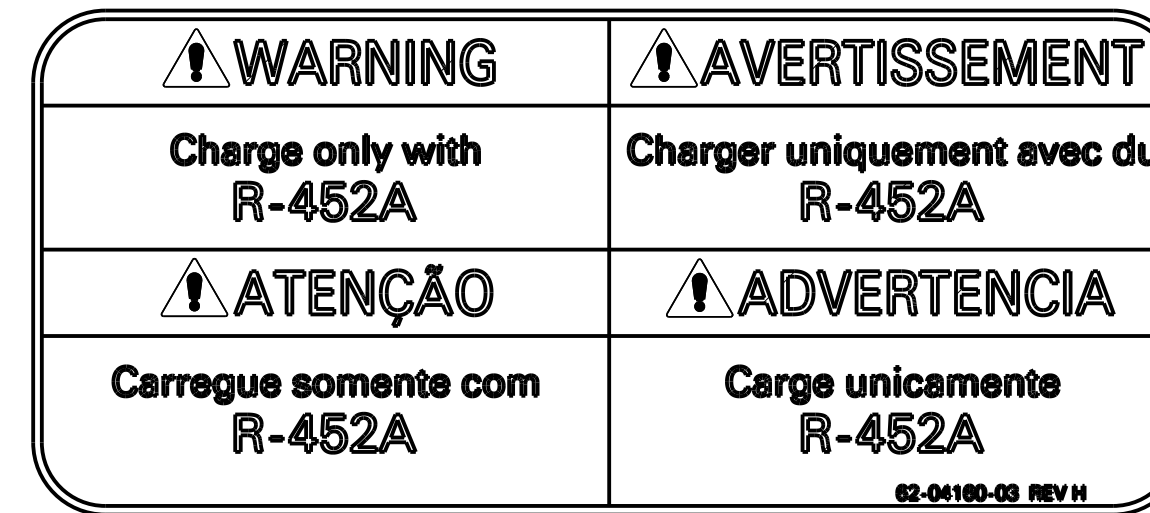 WARNING
Charge only with
R-452A
AVERTISSEMENT
Charger uniquement avec du
R-452A
ATENÇÃO
Carregue somente com
R-452A
ADVERTENCIA
Carge unicamente
R-452A
62-04160-03 REV H